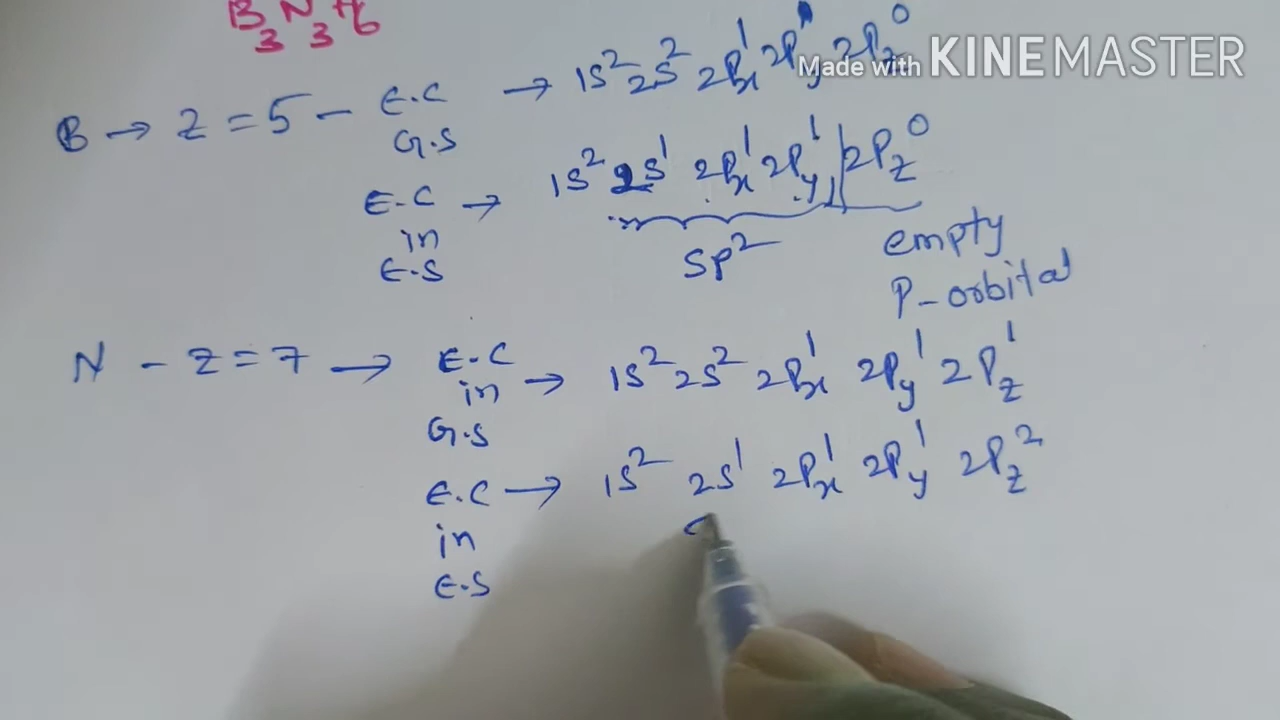 B₃N₃H₆
B → Z = 5 - E.C G.S → 1s² 2s² 2Px¹ 2Py 2Pz⁰
Made with KINEMASTER
E.C in E.S → 1s² 2s¹ 2Px¹ 2Py¹ 2Pz⁰
sp²
empty
P-orbital
N - Z = 7 → E.C in G.S → 1s² 2s² 2Px¹ 2Py¹ 2Pz¹
E.C in E.S → 1s² 2s¹ 2Px¹ 2Py¹ 2Pz²